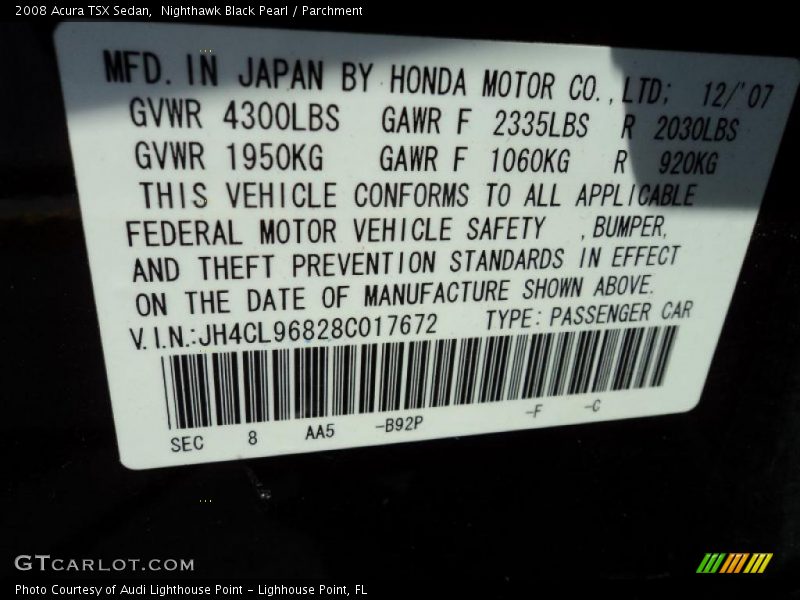 2008 Acura TSX Sedan,  Nighthawk Black Pearl / Parchment
MFD. IN JAPAN BY HONDA MOTOR CO., LTD; 12/'07
GVWR 4300LBS GAWR F 2335LBS R 2030LBS
GVWR 1950KG GAWR F 1060KG R 920KG
THIS VEHICLE CONFORMS TO ALL APPLICABLE
FEDERAL MOTOR VEHICLE SAFETY , BUMPER,
AND THEFT PREVENTION STANDARDS IN EFFECT
ON THE DATE OF MANUFACTURE SHOWN ABOVE.
V.I.N.:JH4CL96828C017672 TYPE: PASSENGER CAR
SEC 8 AA5 -B92P -F -C
GTCARLOT.COM
Photo Courtesy of Audi Lighthouse Point - Lighhouse Point, FL